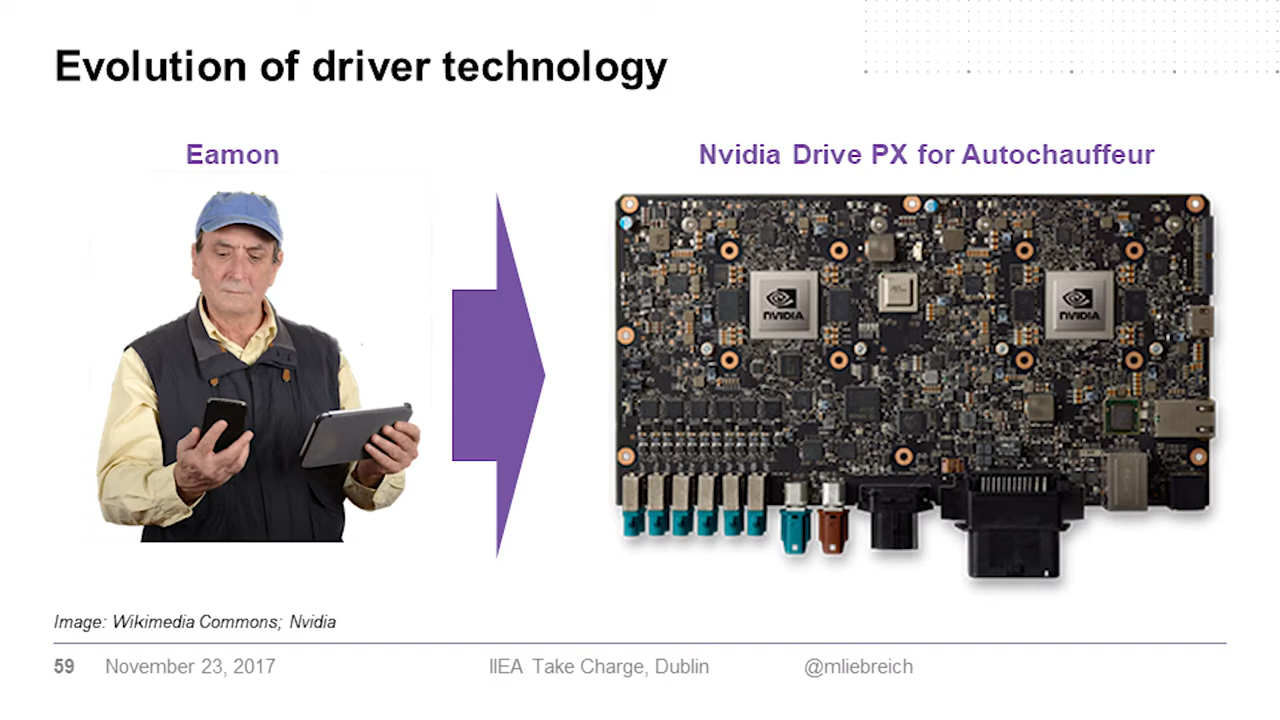 Evolution of driver technology
Eamon
Nvidia Drive PX for Autochauffeur
NVIDIA
NVIDIA
Image: Wikimedia Commons; Nvidia
59 November 23, 2017 IIEA Take Charge, Dublin @mliebreich